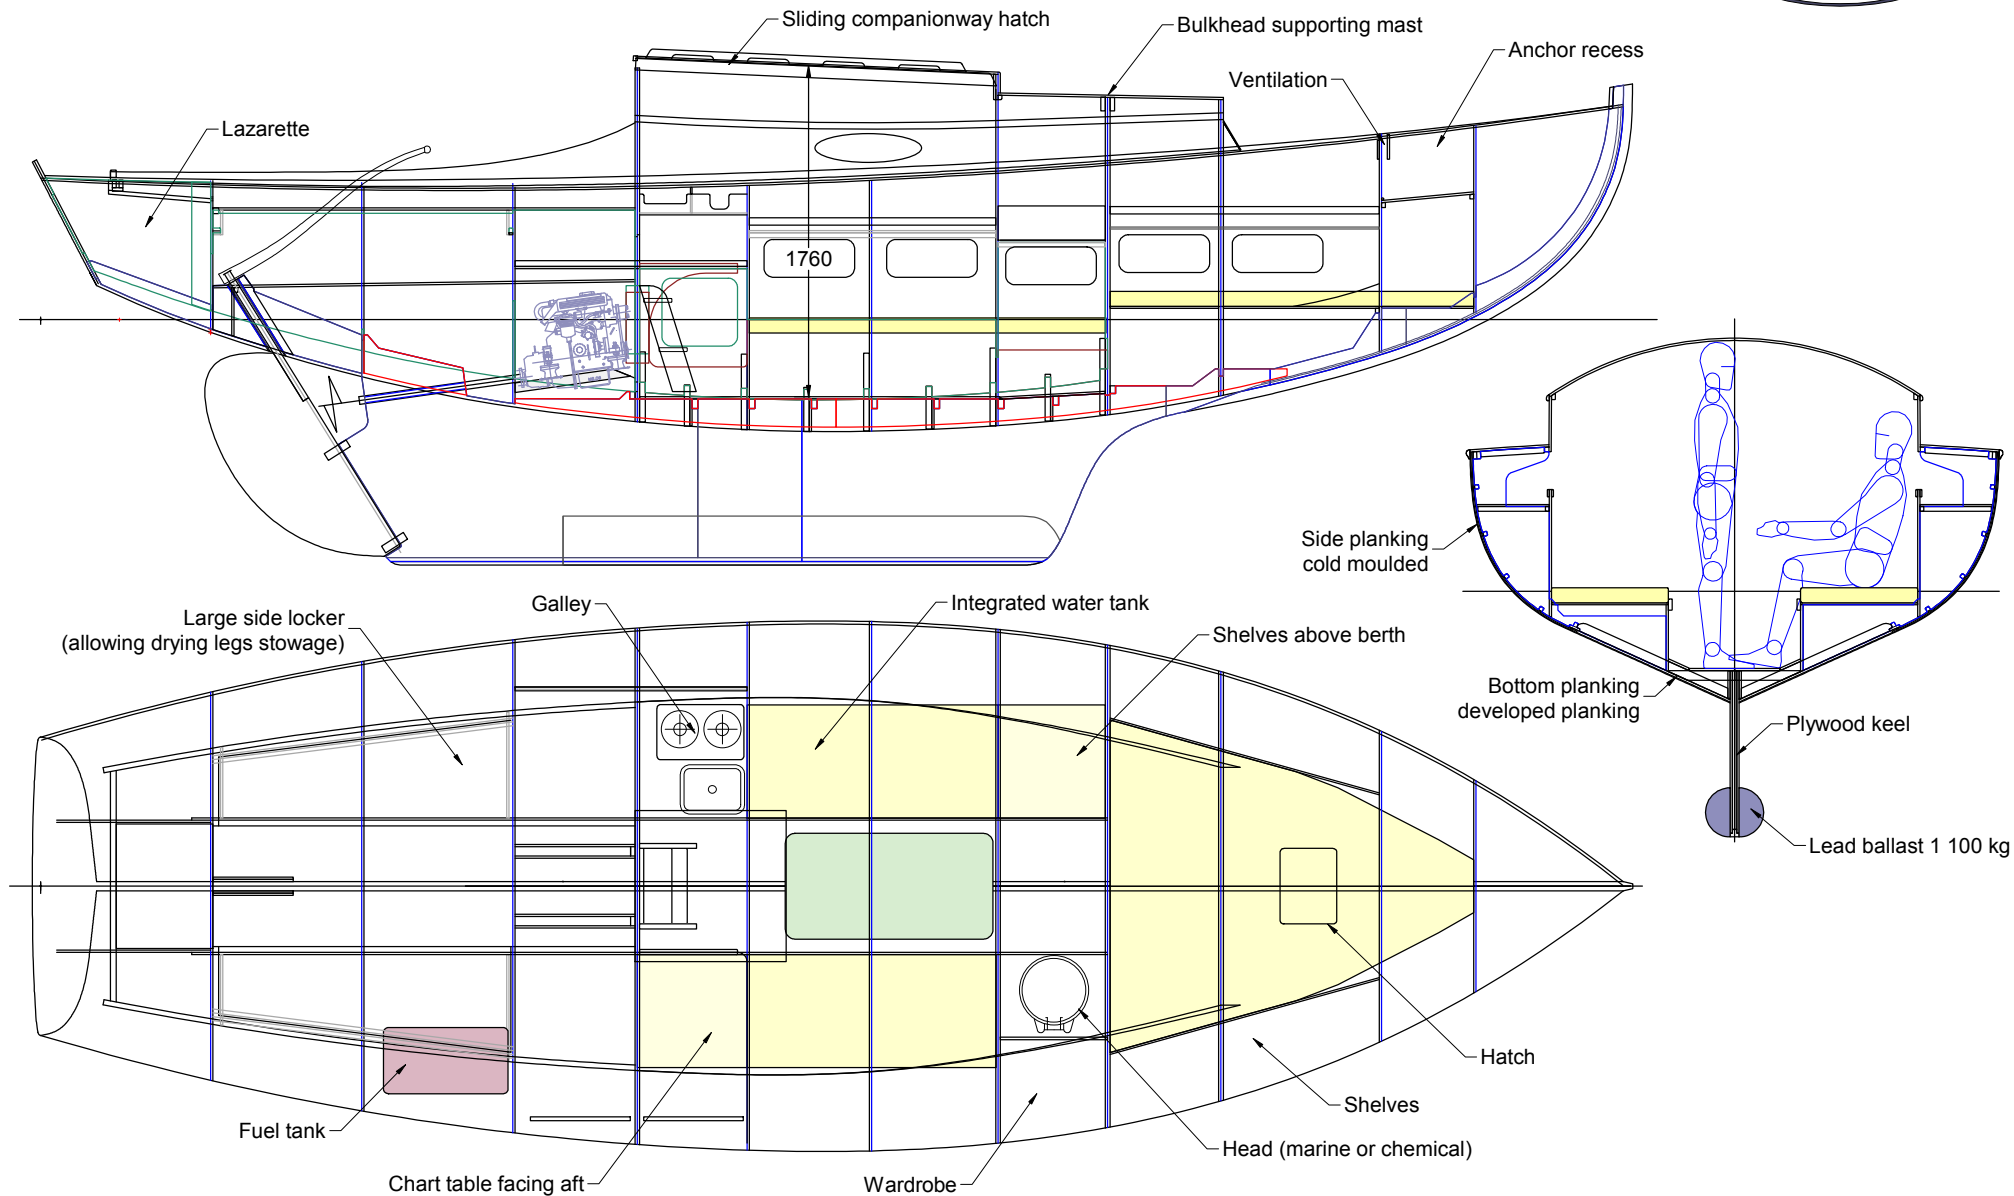 Sliding companionway hatch
Bulkhead supporting mast
Anchor recess
Ventilation
Lazarette
1760
Side planking
cold moulded
Galley
Integrated water tank
Large side locker
(allowing drying legs stowage)
Shelves above berth
Bottom planking
developed planking
Plywood keel
Lead ballast 1 100 kg
Hatch
Shelves
Fuel tank
Head (marine or chemical)
Chart table facing aft
Wardrobe